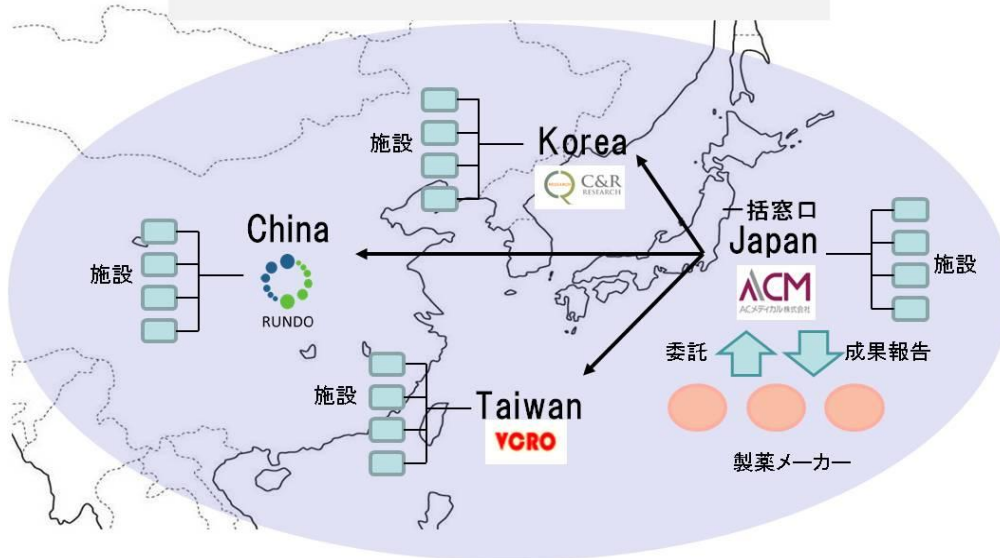 施設
Korea
C&R
RESEARCH
RESEARCH
一括窓口
Japan
ACM
ACメディカル株式会社
施設
China
施設
RUNDO
委託
成果報告
施設
Taiwan
VCRO
製薬メーカー